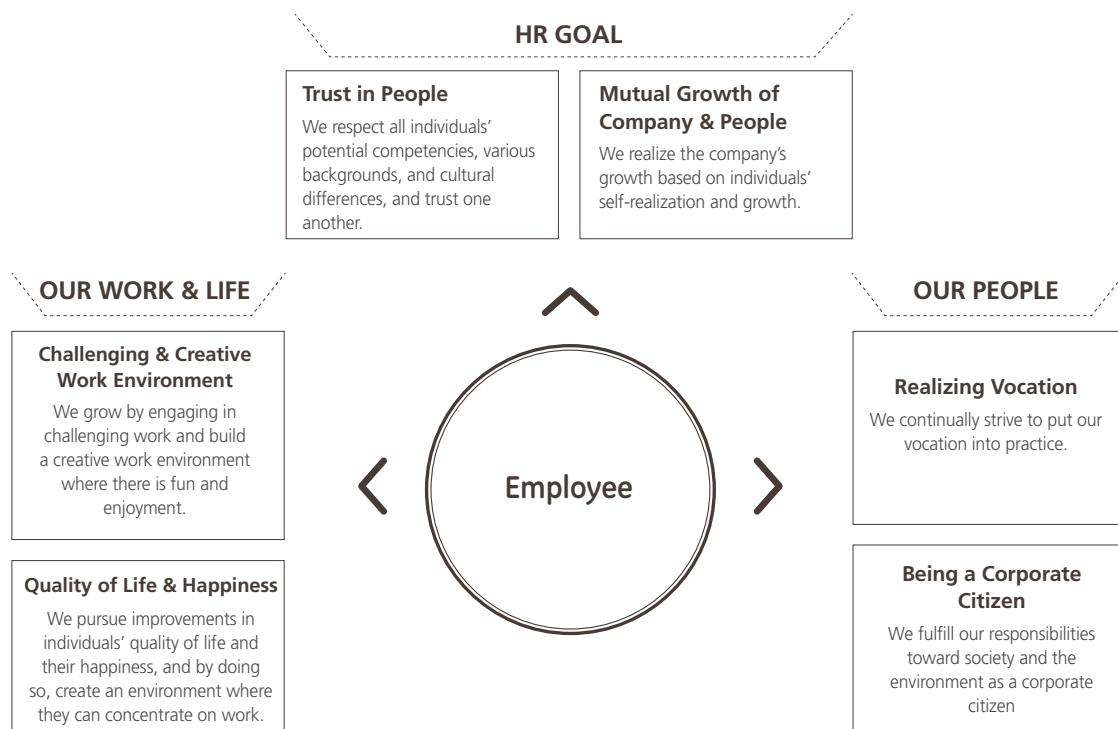 HR GOAL
Trust in People
We respect all individuals’
potential competencies, various
backgrounds, and cultural
differences, and trust one
another.
Mutual Growth of
Company & People
We realize the company’s
growth based on individuals’
self-realization and growth.
OUR WORK & LIFE
Challenging & Creative
Work Environment
We grow by engaging in
challenging work and build
a creative work environment
where there is fun and
enjoyment.
Quality of Life & Happiness
We pursue improvements in
individuals’ quality of life and
their happiness, and by doing
so, create an environment where
they can concentrate on work.
Employee
OUR PEOPLE
Realizing Vocation
We continually strive to put our
vocation into practice.
Being a Corporate
Citizen
We fulfill our responsibilities
toward society and the
environment as a corporate
citizen